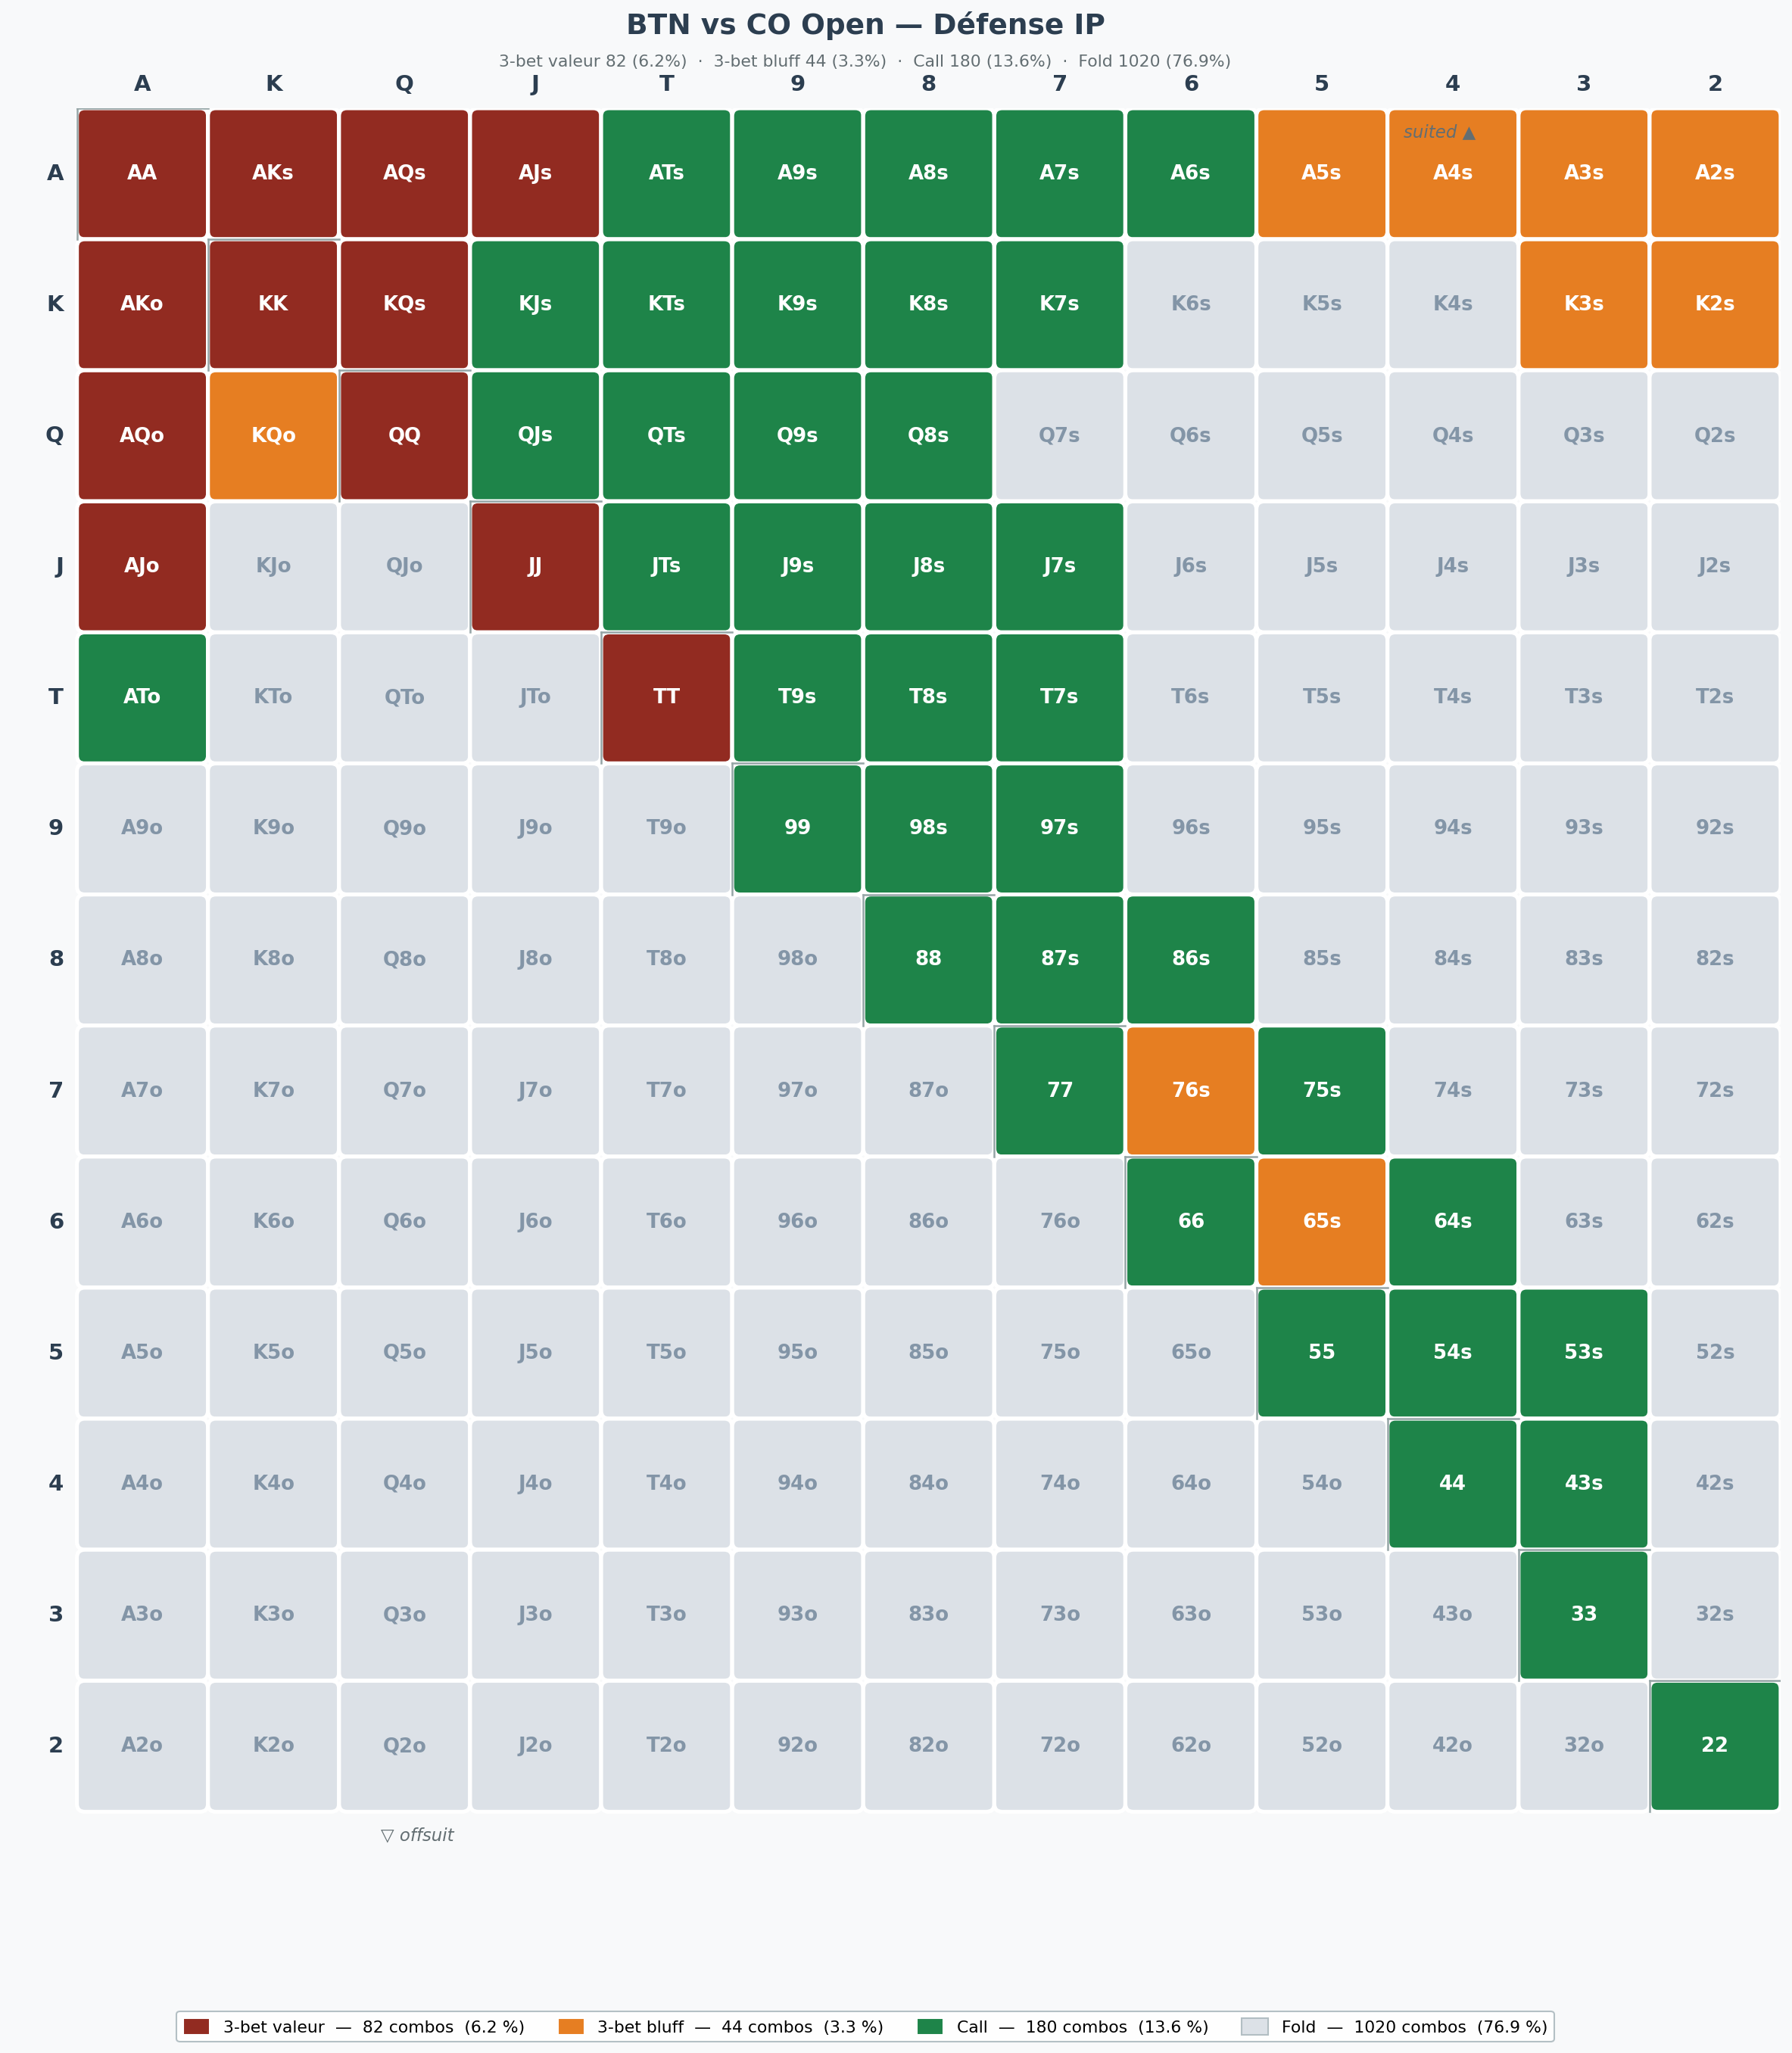 BTN vs CO Open — Défense IP
3-bet valeur 82 (6.2%) · 3-bet bluff 44 (3.3%) · Call 180 (13.6%) · Fold 1020 (76.9%)
A K Q J T 9 8 7 6 5 4 3 2
suited ▲
A AA AKs AQs AJs ATs A9s A8s A7s A6s A5s A4s A3s A2s
K AKo KK KQs KJs KTs K9s K8s K7s K6s K5s K4s K3s K2s
Q AQo KQo QQ QJs QTs Q9s Q8s Q7s Q6s Q5s Q4s Q3s Q2s
J AJo KJo QJo JJ JTs J9s J8s J7s J6s J5s J4s J3s J2s
T ATo KTo QTo JTo TT T9s T8s T7s T6s T5s T4s T3s T2s
9 A9o K9o Q9o J9o T9o 99 98s 97s 96s 95s 94s 93s 92s
8 A8o K8o Q8o J8o T8o 98o 88 87s 86s 85s 84s 83s 82s
7 A7o K7o Q7o J7o T7o 97o 87o 77 76s 75s 74s 73s 72s
6 A6o K6o Q6o J6o T6o 96o 86o 76o 66 65s 64s 63s 62s
5 A5o K5o Q5o J5o T5o 95o 85o 75o 65o 55 54s 53s 52s
4 A4o K4o Q4o J4o T4o 94o 84o 74o 64o 54o 44 43s 42s
3 A3o K3o Q3o J3o T3o 93o 83o 73o 63o 53o 43o 33 32s
2 A2o K2o Q2o J2o T2o 92o 82o 72o 62o 52o 42o 32o 22
▽ offsuit
3-bet valeur — 82 combos (6.2 %) 3-bet bluff — 44 combos (3.3 %) Call — 180 combos (13.6 %) Fold — 1020 combos (76.9 %)